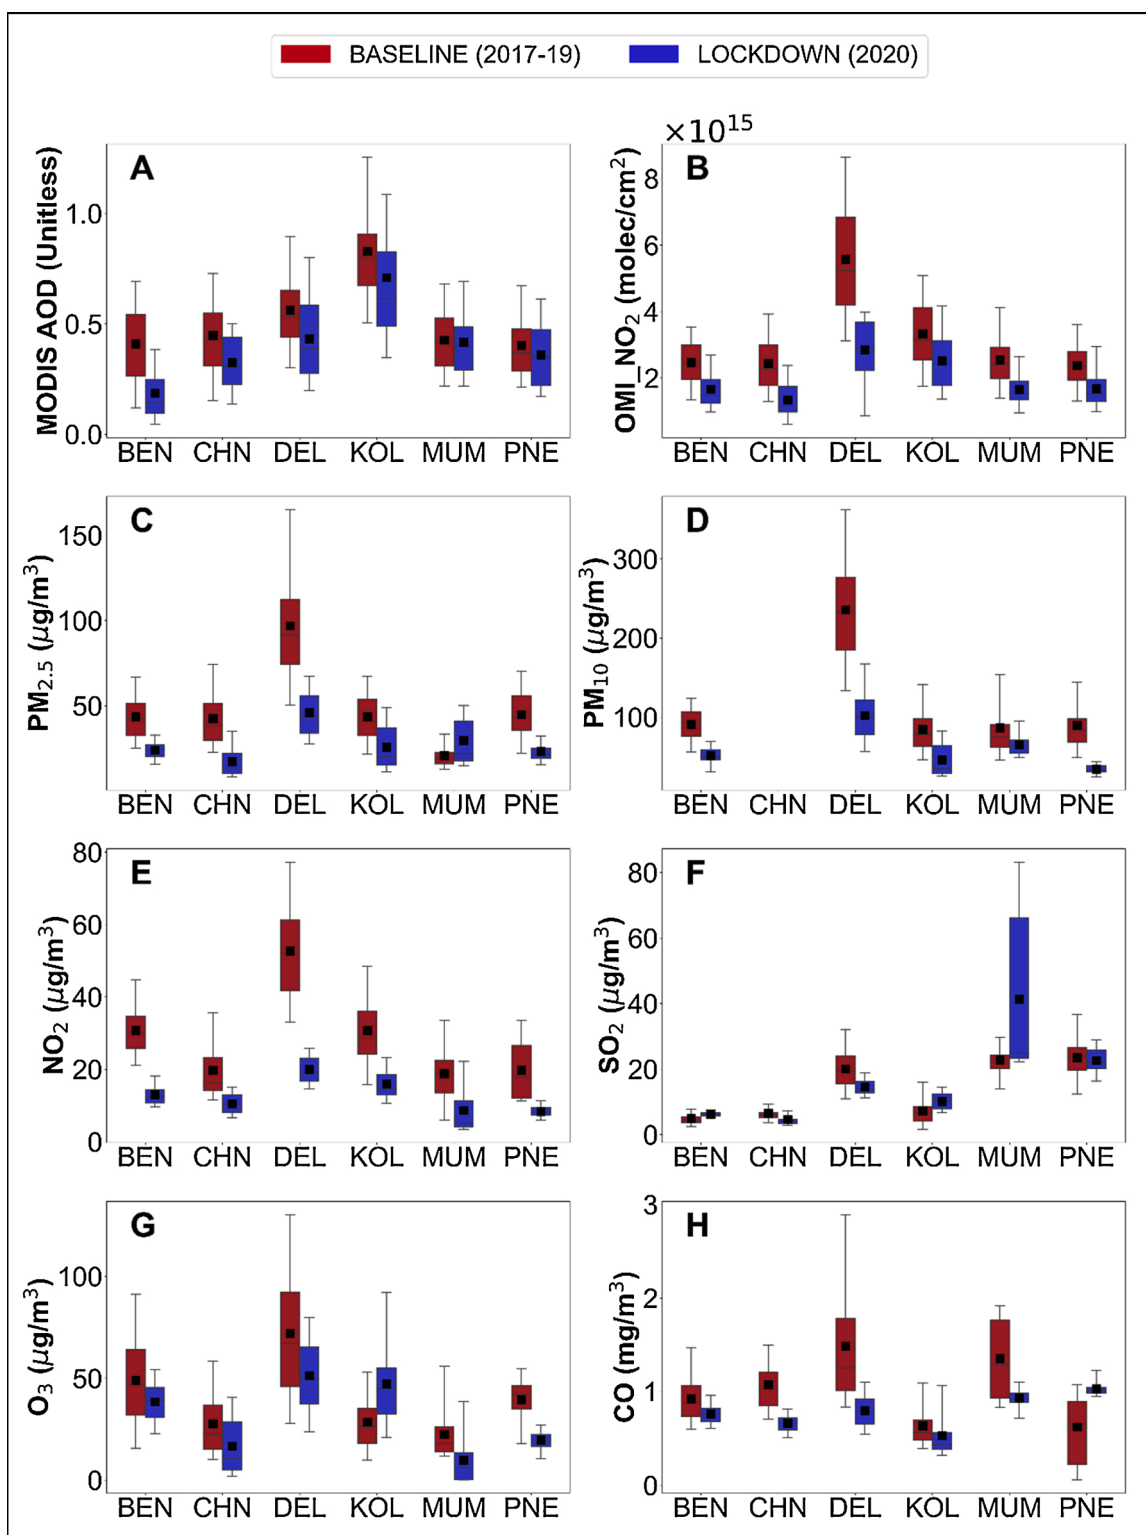 BASELINE (2017-19) LOCKDOWN (2020)
A
MODIS AOD (Unitless)
1.0
0.5
0.0
BEN CHN DEL KOL MUM PNE
×10¹⁵
B
OMI_NO₂ (molec/cm²)
8
6
4
2
BEN CHN DEL KOL MUM PNE
C
PM₂.₅ (μg/m³)
150
100
50
BEN CHN DEL KOL MUM PNE
D
PM₁₀ (μg/m³)
300
200
100
BEN CHN DEL KOL MUM PNE
E
NO₂ (μg/m³)
80
60
40
20
0
BEN CHN DEL KOL MUM PNE
F
SO₂ (μg/m³)
80
60
40
20
0
BEN CHN DEL KOL MUM PNE
G
O₃ (μg/m³)
100
50
0
BEN CHN DEL KOL MUM PNE
H
CO (mg/m³)
3
2
1
0
BEN CHN DEL KOL MUM PNE